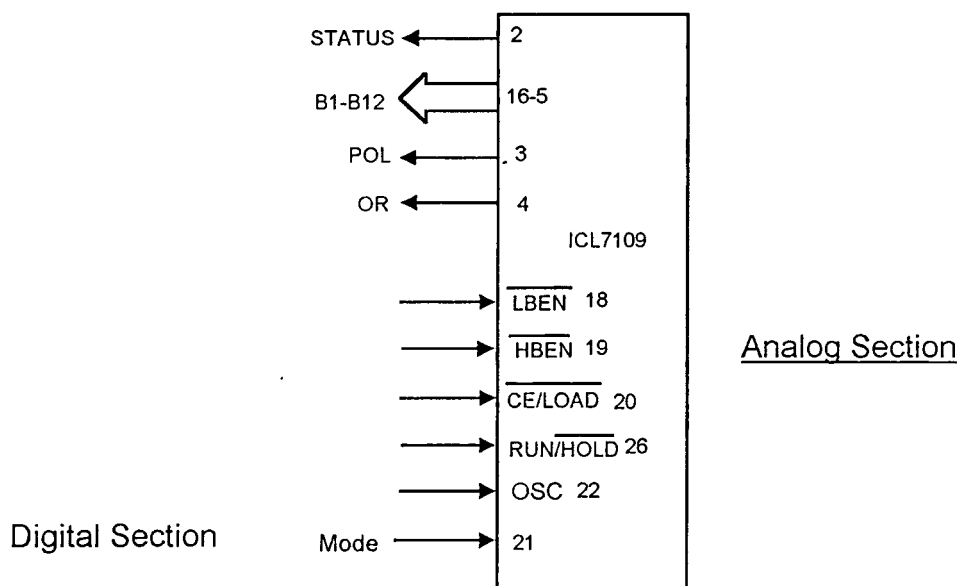 STATUS 2
B1-B12 16-5
POL 3
OR 4
ICL7109
LBEN 18
HBEN 19
Analog Section
CE/LOAD 20
RUN/HOLD 26
OSC 22
Digital Section Mode 21